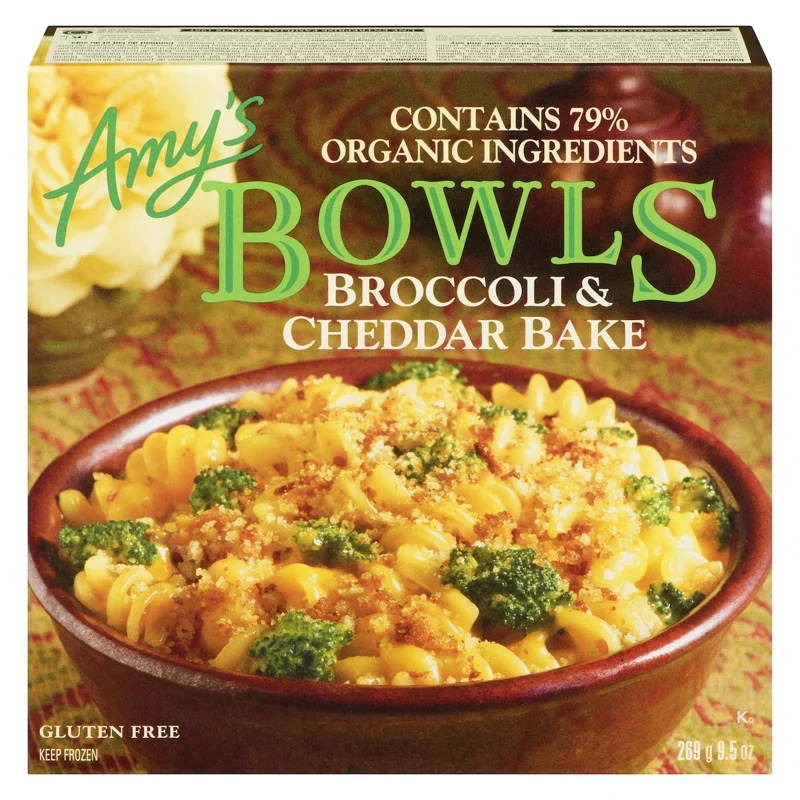 Amy's
CONTAINS 79%
ORGANIC INGREDIENTS
BOWLS
BROCCOLI &
CHEDDAR BAKE
GLUTEN FREE
KEEP FROZEN
K D
269 g 9.5 oz